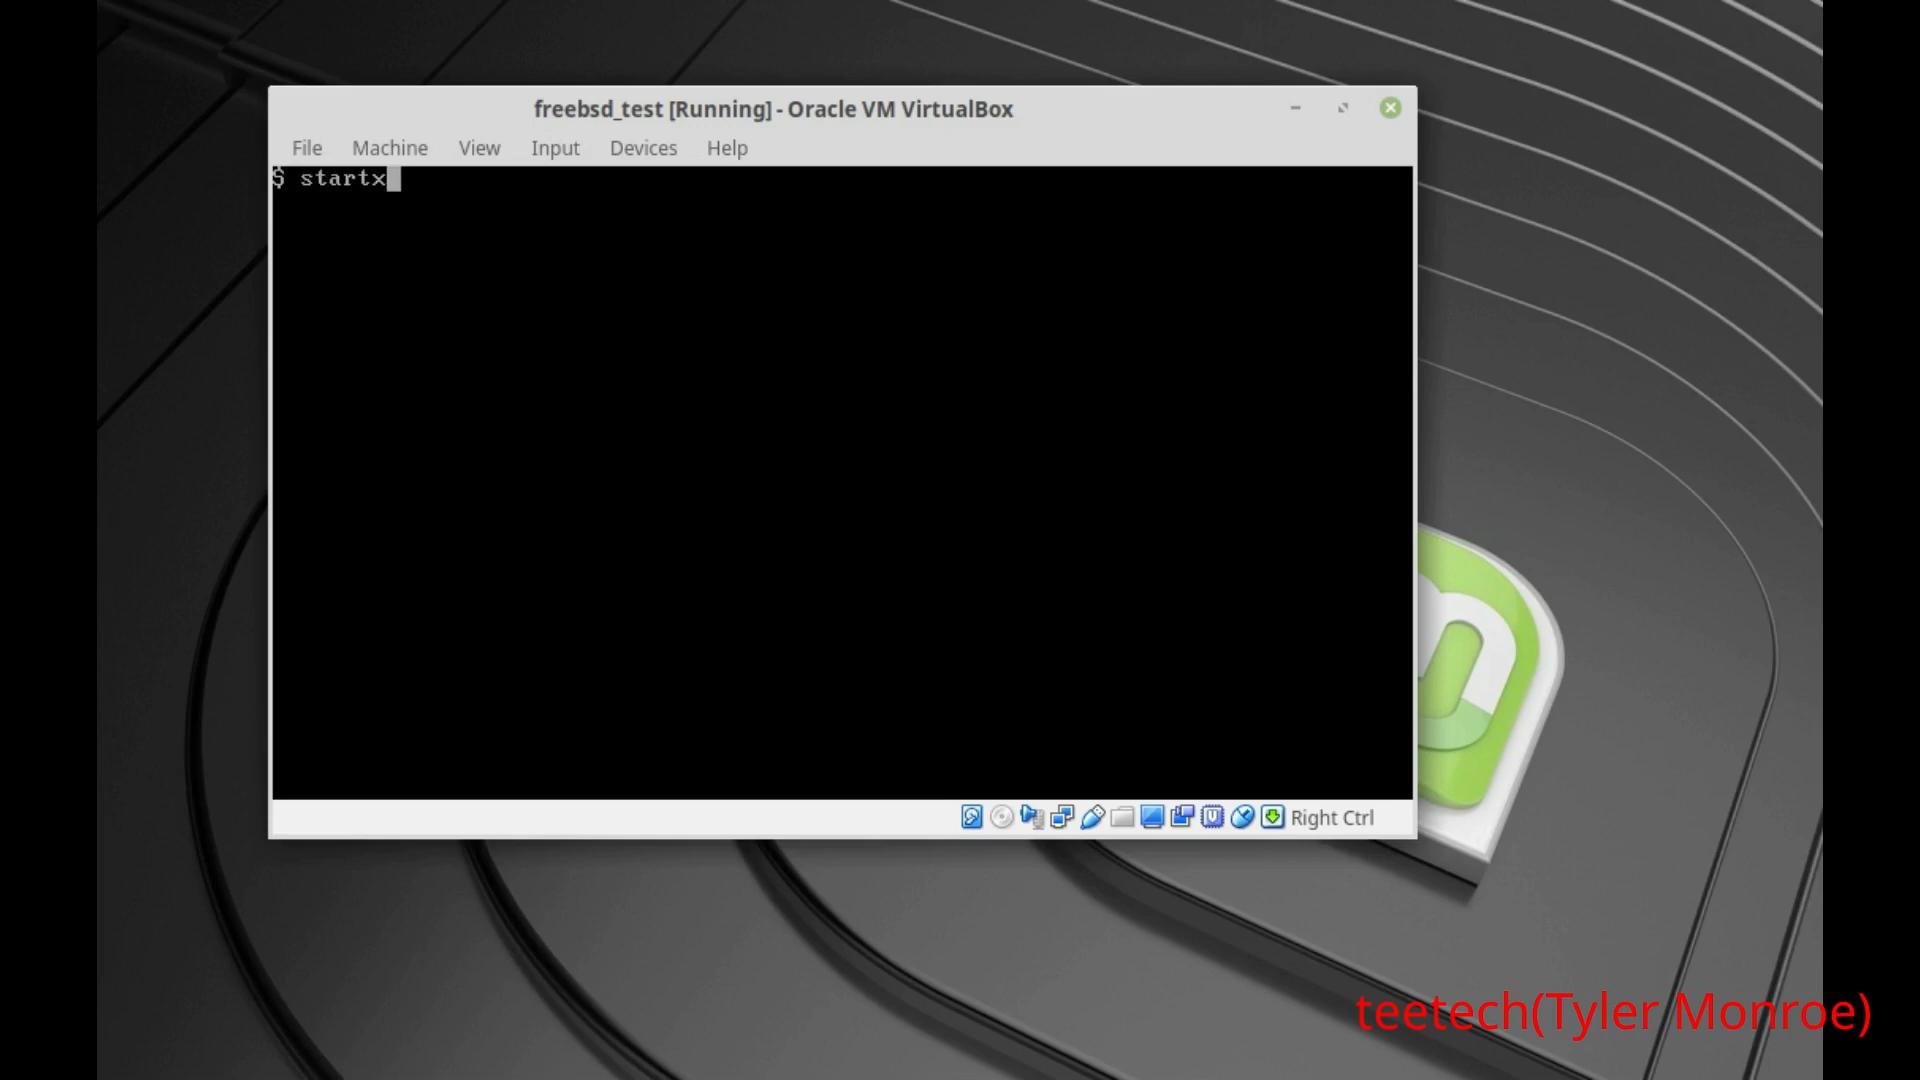 freebsd_test [Running] - Oracle VM VirtualBox
File Machine View Input Devices Help
$ startx
Right Ctrl
teetech(Tyler Monroe)